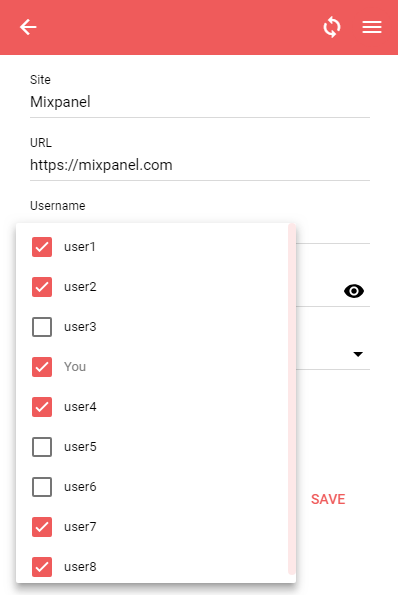 Site
Mixpanel
URL
https://mixpanel.com
Username
user1
user2
user3
You
user4
user5
user6
user7
user8
SAVE